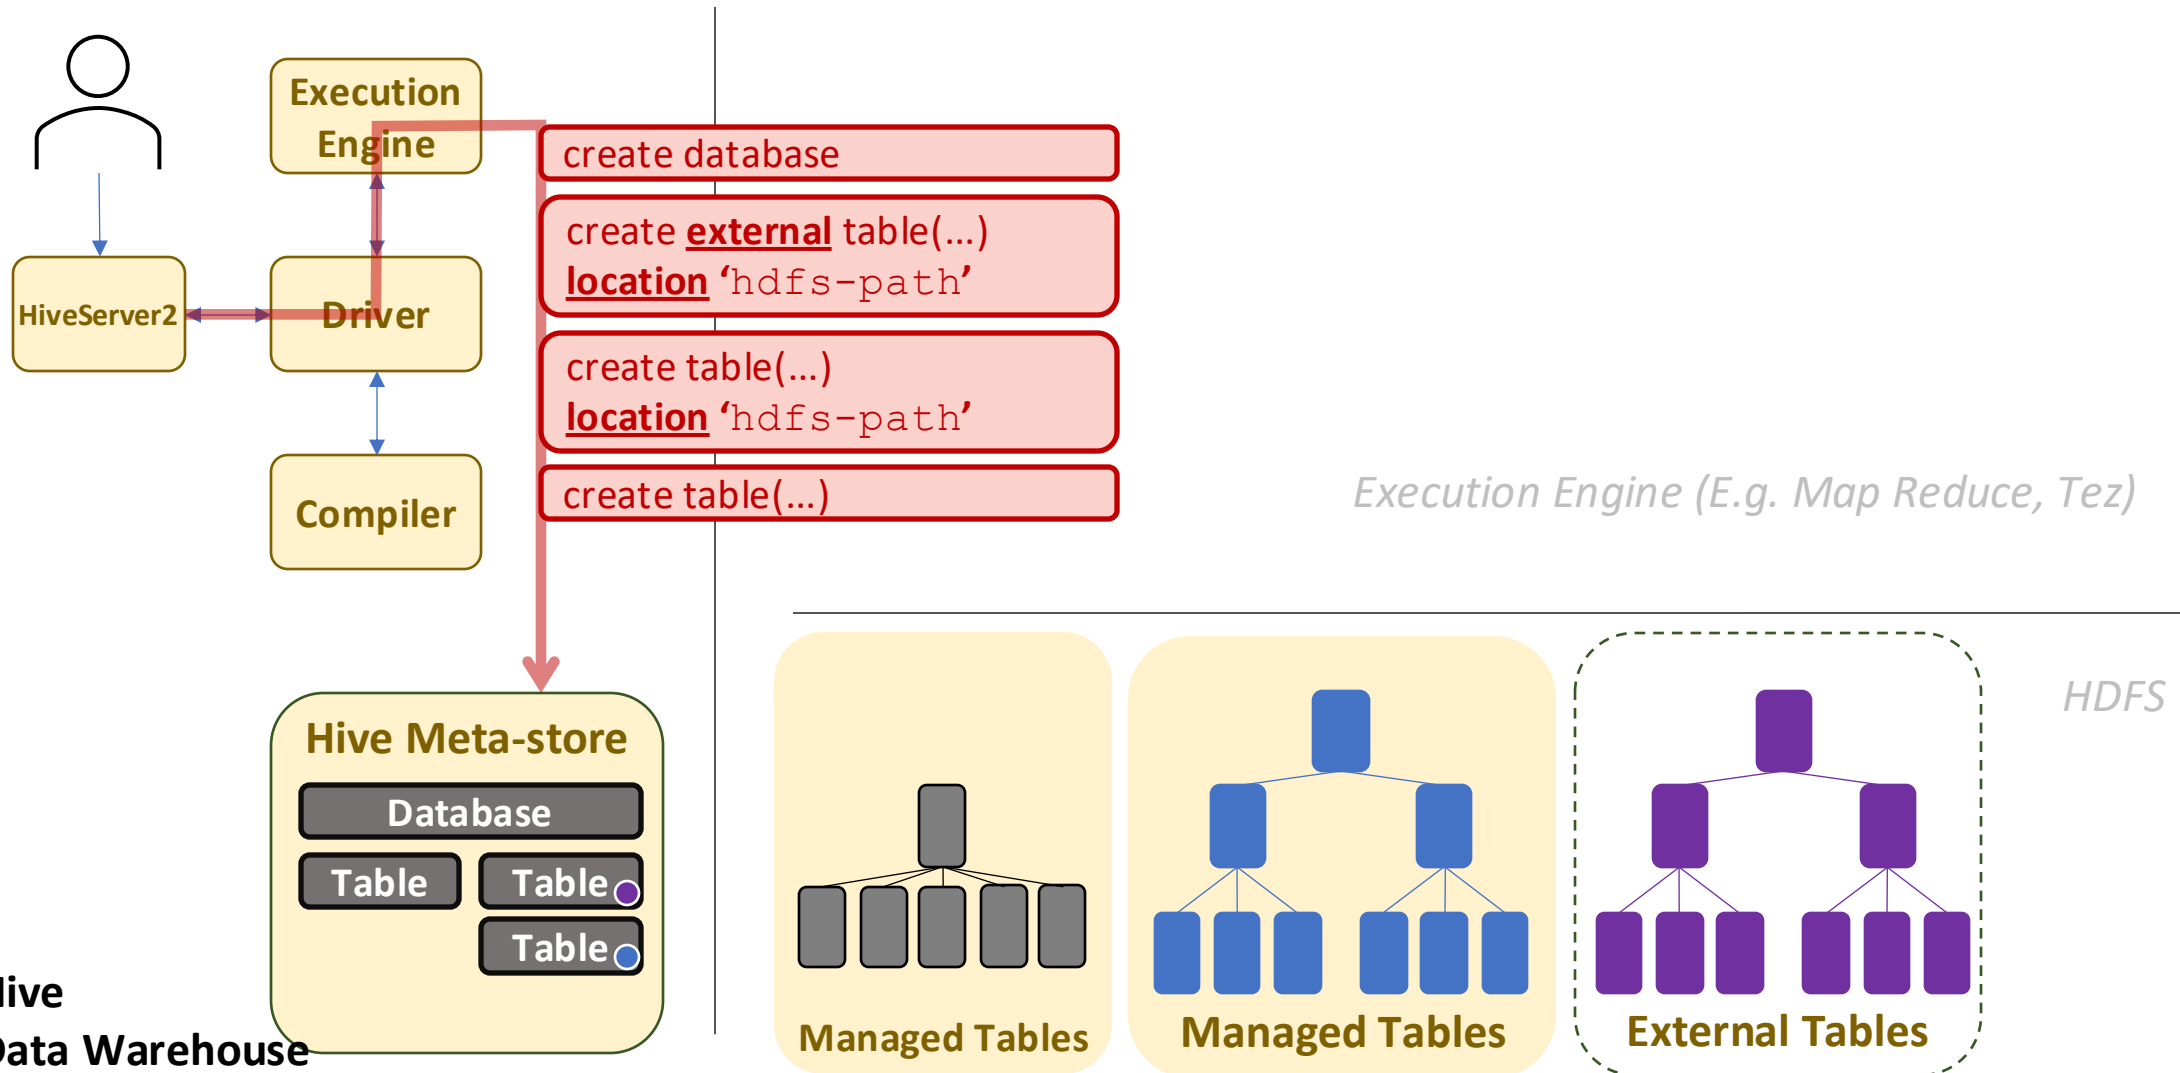 Execution
Engine
create database
create external table(...)
location ‘hdfs-path’
HiveServer2
Driver
create table(...)
location ‘hdfs-path’
create table(...)
Compiler
Execution Engine (E.g. Map Reduce, Tez)
HDFS
Hive Meta-store
Database
Table
Table
Table
Data Warehouse
Managed Tables
Managed Tables
External Tables